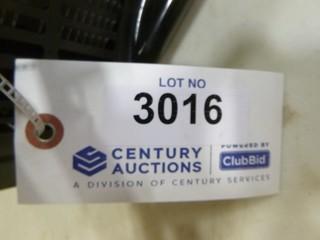 LOT NO
3016
CENTURY
AUCTIONS
POWERED BY
ClubBid
A DIVISION OF CENTURY SERVICES